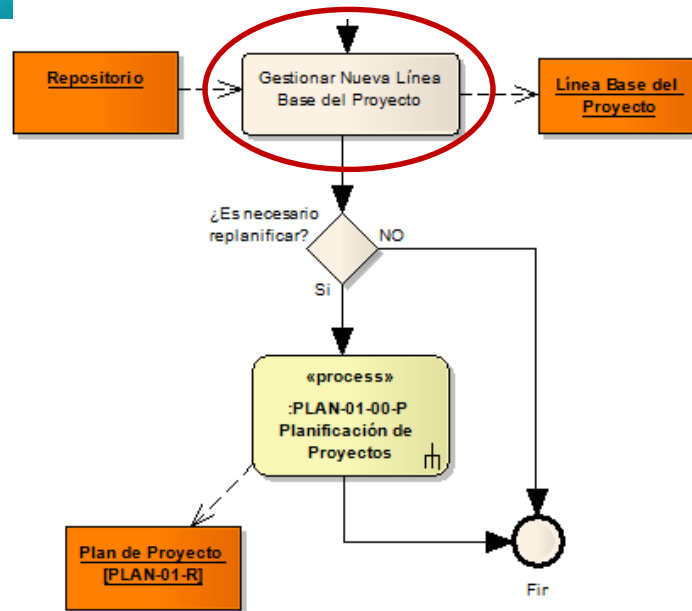 Repositorio
Gestionar Nueva Línea
Base del Proyecto
Línea Base del
Proyecto
¿Es necesario
replanificar?
NO
Si
«process»
:PLAN-01-00-P
Planificación de
Proyectos
Plan de Proyecto
[PLAN-01-R]
Fir